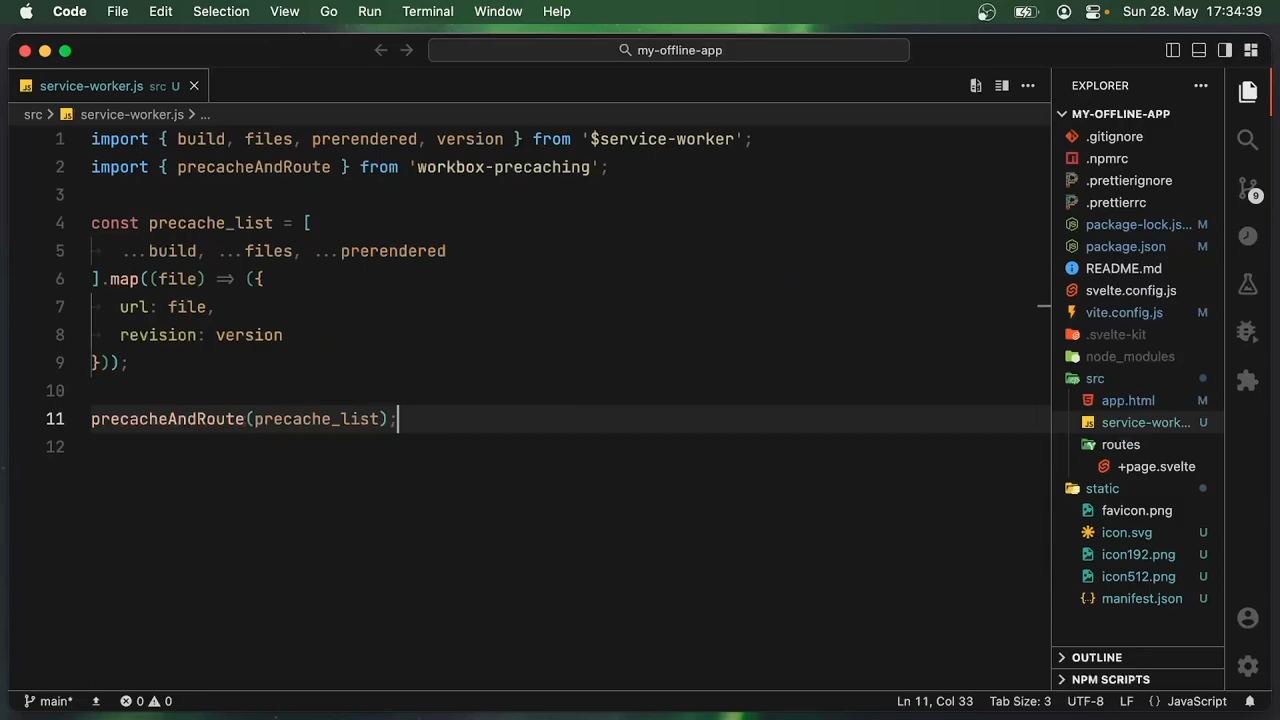 Code File Edit Selection View Go Run Terminal Window Help Sun 28. May 17:34:39
my-offline-app
service-worker.js src U
EXPLORER
src > service-worker.js > ...
1 import { build, files, prerendered, version } from '$service-worker';
2 import { precacheAndRoute } from 'workbox-precaching';
3
4 const precache_list = [
5 ...build, ...files, ...prerendered
6 ].map((file) => ({
7 url: file,
8 revision: version
9 }));
10
11 precacheAndRoute(precache_list);
12
MY-OFFLINE-APP
.gitignore
.npmrc
.prettierignore
.prettierrc
package-lock.js... M
package.json M
README.md
svelte.config.js
vite.config.js M
.svelte-kit
node_modules
src
app.html M
service-work... U
routes
+page.svelte
static
favicon.png
icon.svg U
icon192.png U
icon512.png U
manifest.json U
OUTLINE
NPM SCRIPTS
9
main* 0 0 Ln 11, Col 33 Tab Size: 3 UTF-8 LF {} JavaScript